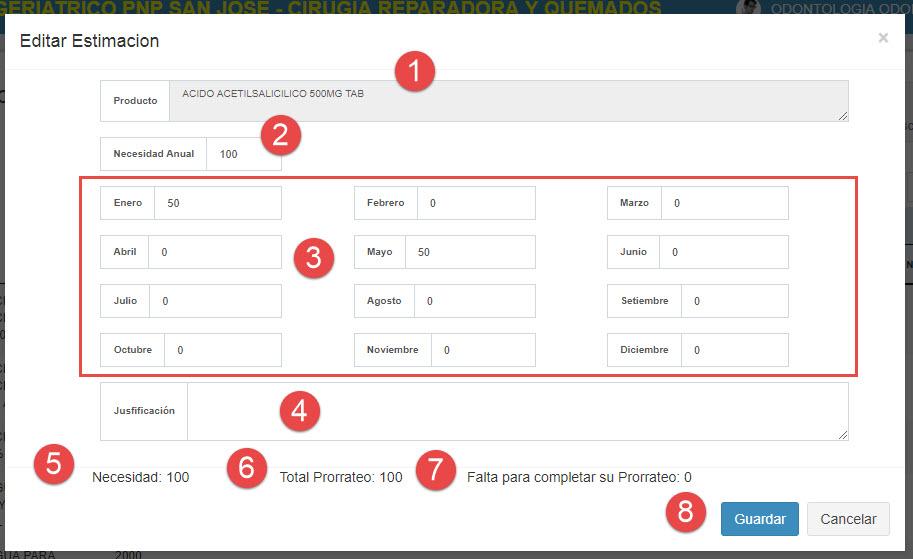 GERIATRICO PNP SAN JOSE - CIRUGIA REPARADORA Y QUEMADOS
ODONTOLOGIA ODO
Editar Estimacion ×
1
Producto ACIDO ACETILSALICILICO 500MG TAB
2
Necesidad Anual 100
Enero 50 Febrero 0 Marzo 0
Abril 0 3 Mayo 50 Junio 0
Julio 0 Agosto 0 Setiembre 0
Octubre 0 Noviembre 0 Diciembre 0
Jusfificación 4
5 Necesidad: 100 6 Total Prorrateo: 100 7 Falta para completar su Prorrateo: 0
8 Guardar Cancelar
GUA PARA 2000